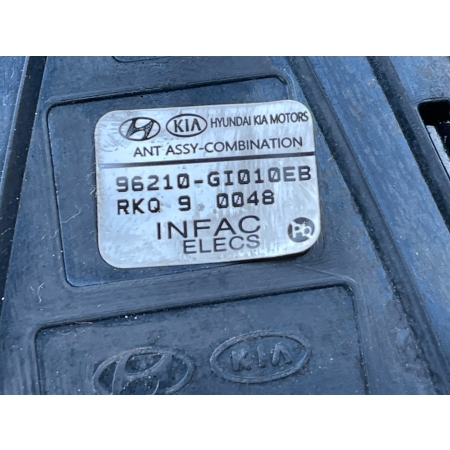 KIA HYUNDAI KIA MOTORS
ANT ASSY-COMBINATION
96210-GI010EB
RKQ 9 0048
INFAC
ELECS
Pb
KIA